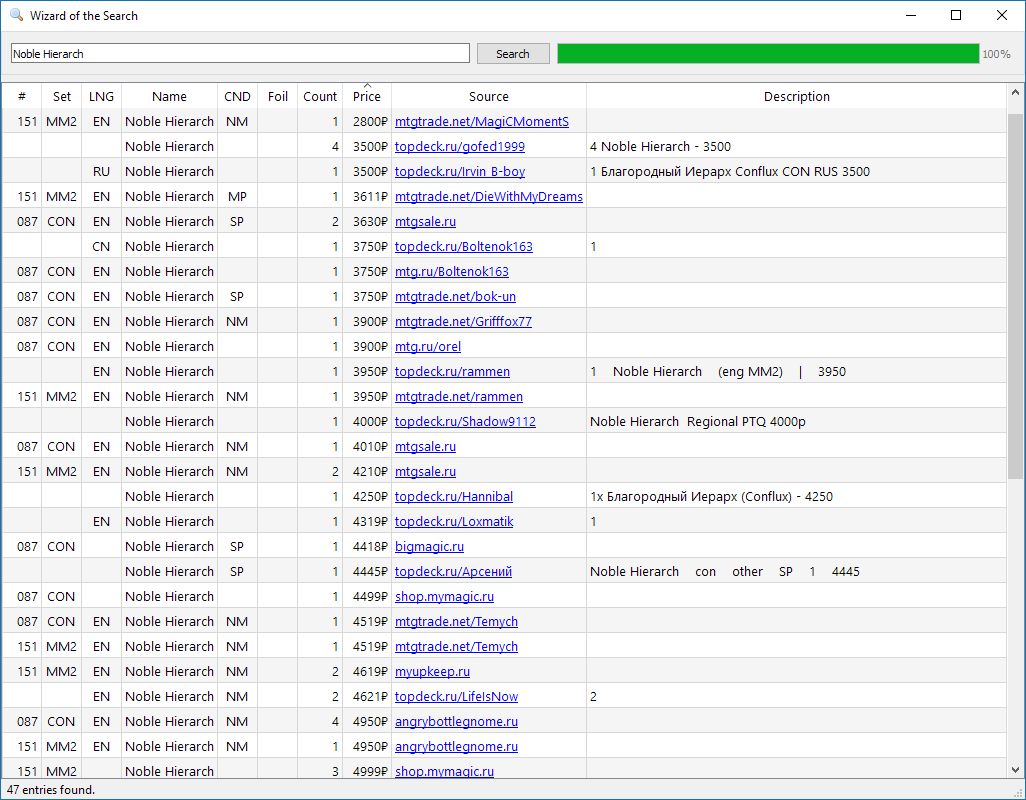 Wizard of the Search
Noble Hierarch Search 100%
# Set LNG Name CND Foil Count Price Source Description
151 MM2 EN Noble Hierarch NM 1 2800₽ mtgtrade.net/MagiCMomentS
Noble Hierarch 4 3500₽ topdeck.ru/gofed1999 4 Noble Hierarch - 3500
RU Noble Hierarch 1 3500₽ topdeck.ru/Irvin_B-boy 1 Благородный Иерарх Conflux CON RUS 3500
151 MM2 EN Noble Hierarch MP 1 3611₽ mtgtrade.net/DieWithMyDreams
087 CON EN Noble Hierarch SP 2 3630₽ mtgsale.ru
CN Noble Hierarch 1 3750₽ topdeck.ru/Boltenok163 1
087 CON EN Noble Hierarch 1 3750₽ mtg.ru/Boltenok163
087 CON EN Noble Hierarch SP 1 3750₽ mtgtrade.net/bok-un
087 CON EN Noble Hierarch NM 1 3900₽ mtgtrade.net/Grifffox77
087 CON EN Noble Hierarch 1 3900₽ mtg.ru/orel
EN Noble Hierarch 1 3950₽ topdeck.ru/rammen 1 Noble Hierarch (eng MM2) | 3950
151 MM2 EN Noble Hierarch NM 1 3950₽ mtgtrade.net/rammen
Noble Hierarch 1 4000₽ topdeck.ru/Shadow9112 Noble Hierarch Regional PTQ 4000р
087 CON EN Noble Hierarch NM 1 4010₽ mtgsale.ru
151 MM2 EN Noble Hierarch NM 2 4210₽ mtgsale.ru
Noble Hierarch 1 4250₽ topdeck.ru/Hannibal 1x Благородный Иерарх (Conflux) - 4250
EN Noble Hierarch 1 4319₽ topdeck.ru/Loxmatik 1
087 CON Noble Hierarch SP 1 4418₽ bigmagic.ru
Noble Hierarch SP 1 4445₽ topdeck.ru/Арсений Noble Hierarch con other SP 1 4445
087 CON Noble Hierarch 1 4499₽ shop.mymagic.ru
087 CON EN Noble Hierarch NM 1 4519₽ mtgtrade.net/Temych
151 MM2 EN Noble Hierarch NM 1 4519₽ mtgtrade.net/Temych
151 MM2 EN Noble Hierarch NM 2 4619₽ myupkeep.ru
EN Noble Hierarch NM 2 4621₽ topdeck.ru/LifeIsNow 2
087 CON EN Noble Hierarch NM 4 4950₽ angrybottlegnome.ru
151 MM2 EN Noble Hierarch NM 1 4950₽ angrybottlegnome.ru
151 MM2 Noble Hierarch 3 4999₽ shop.mymagic.ru
47 entries found.